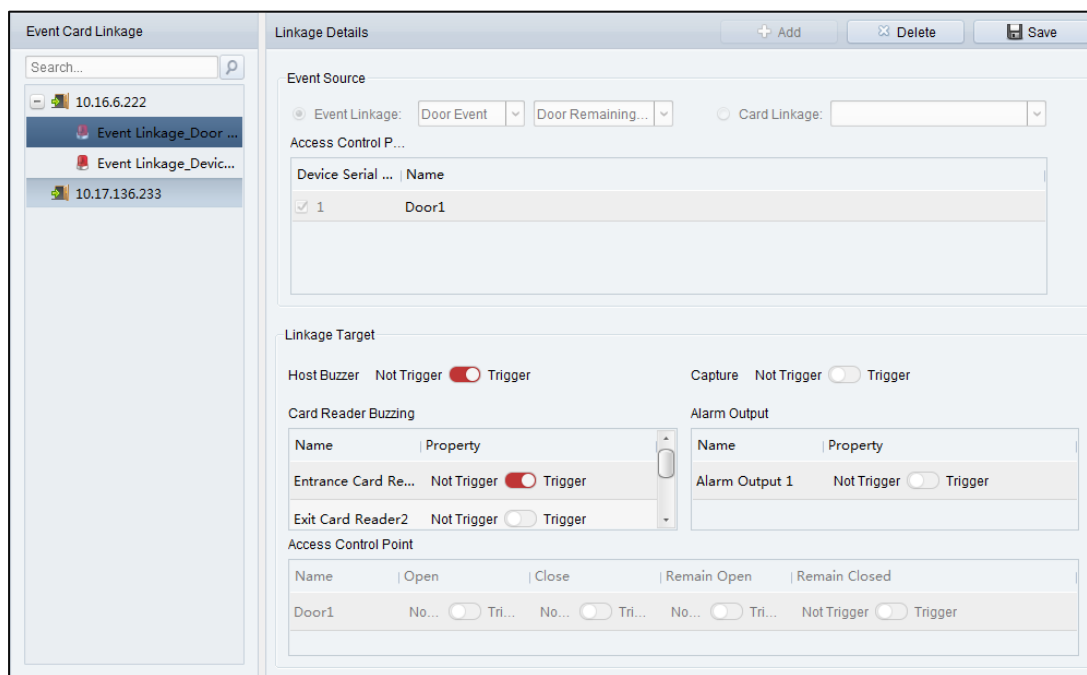 Event Card Linkage
Search...
10.16.6.222
Event Linkage_Door ...
Event Linkage_Devic...
10.17.136.233
Linkage Details
Add Delete Save
Event Source
Event Linkage: Door Event Door Remaining... Card Linkage:
Access Control P...
Device Serial ... Name
1 Door1
Linkage Target
Host Buzzer Not Trigger Trigger Capture Not Trigger Trigger
Card Reader Buzzing
Name Property
Entrance Card Re... Not Trigger Trigger
Exit Card Reader2 Not Trigger Trigger
Alarm Output
Name Property
Alarm Output 1 Not Trigger Trigger
Access Control Point
Name Open Close Remain Open Remain Closed
Door1 No... Tri... No... Tri... No... Tri... Not Trigger Trigger